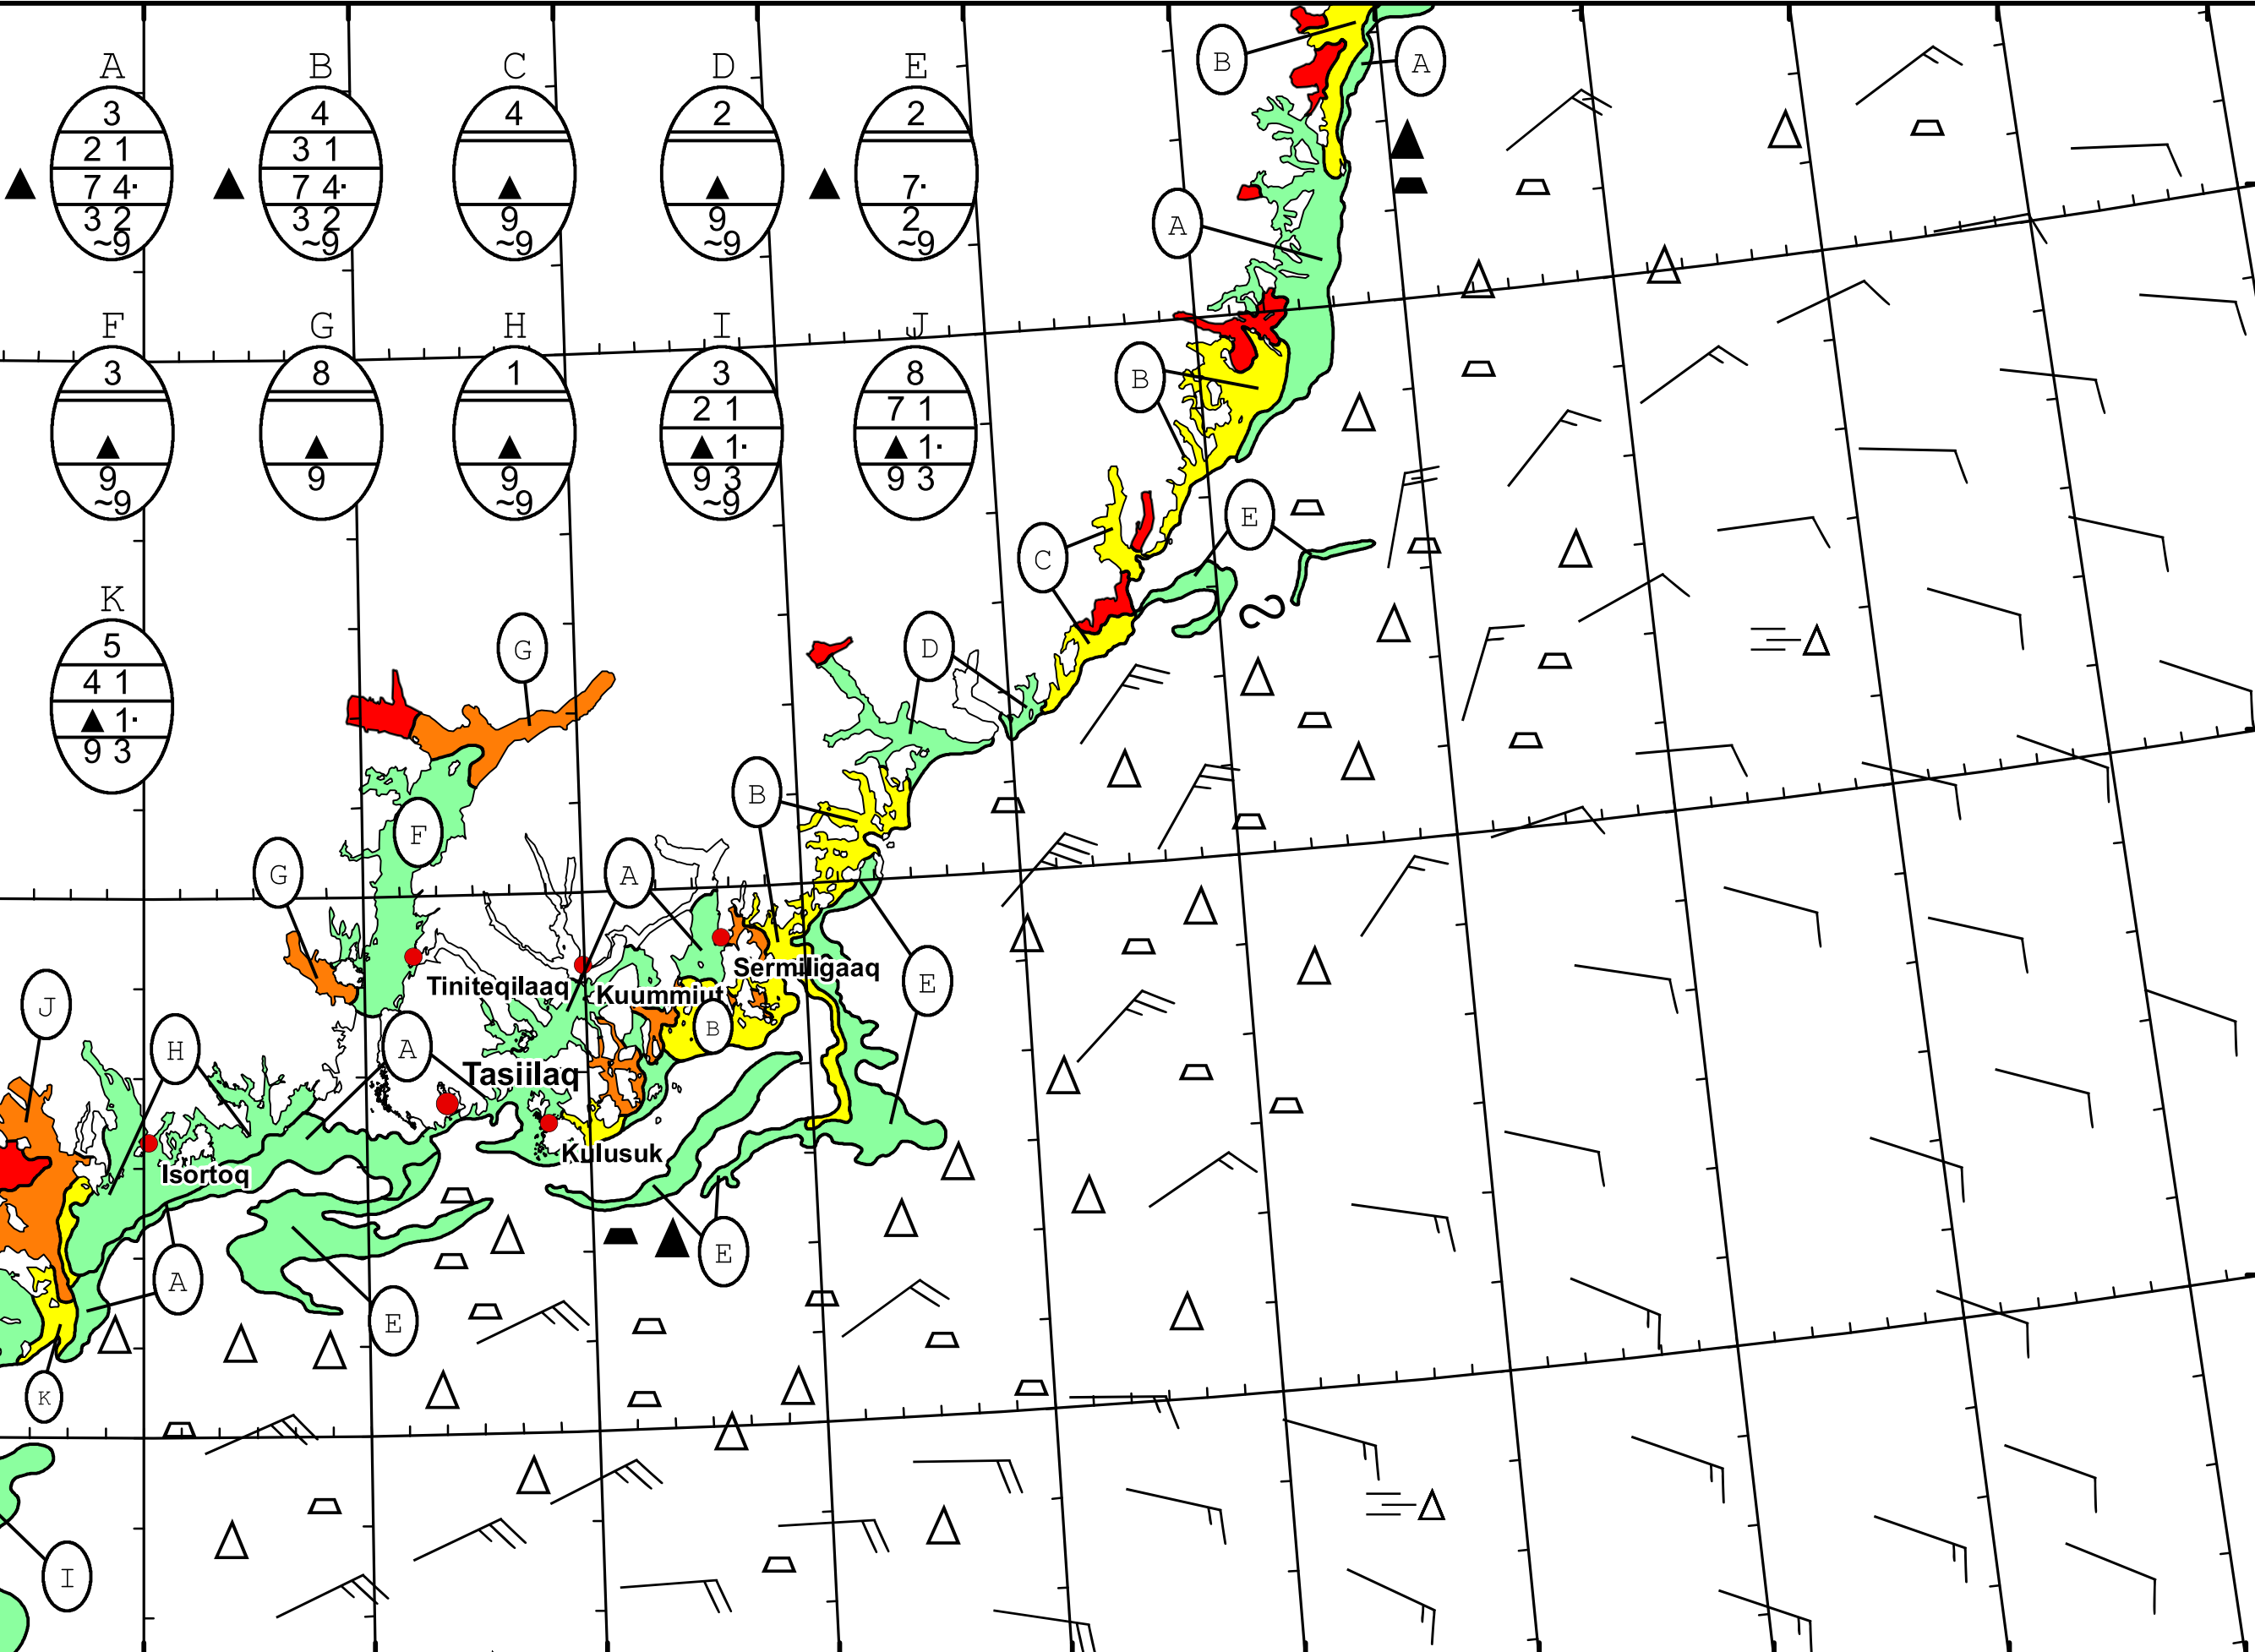 A B C D E
3 4 4 2 2
2 1 3 1
7 4· 7 4· 7·
3 2 3 2 9 9 2
~9 ~9 ~9 ~9 ~9
F G H I J
3 8 1 3 8
2 1 7 1
1· 1·
9 9 9 9 3 9 3
~9 ~9 ~9
K
5
4 1
1·
9 3
B
A
A
B
E
C
G
D
B
F
G
A
Sermiligaaq
E
Tiniteqilaaq
Kuummiut
J
B
H
A
Tasiilaq
Kulusuk
Isortoq
E
A
E
K
I